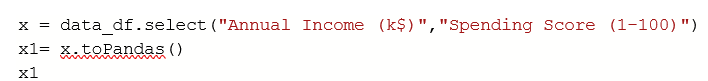 x = data_df.select("Annual Income (k$)","Spending Score (1-100)")
x1= x.toPandas()
x1